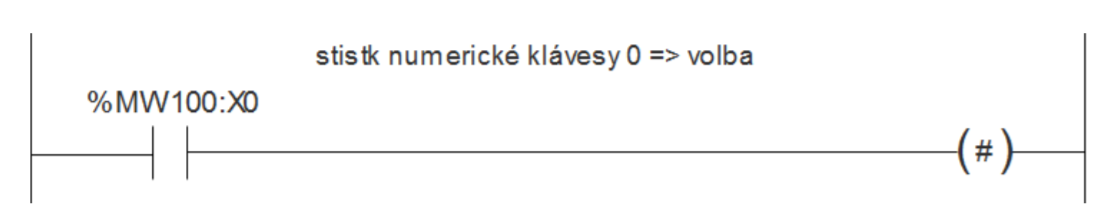 stistk numerické klávesy 0 => volba
%MW100:X0
(#)